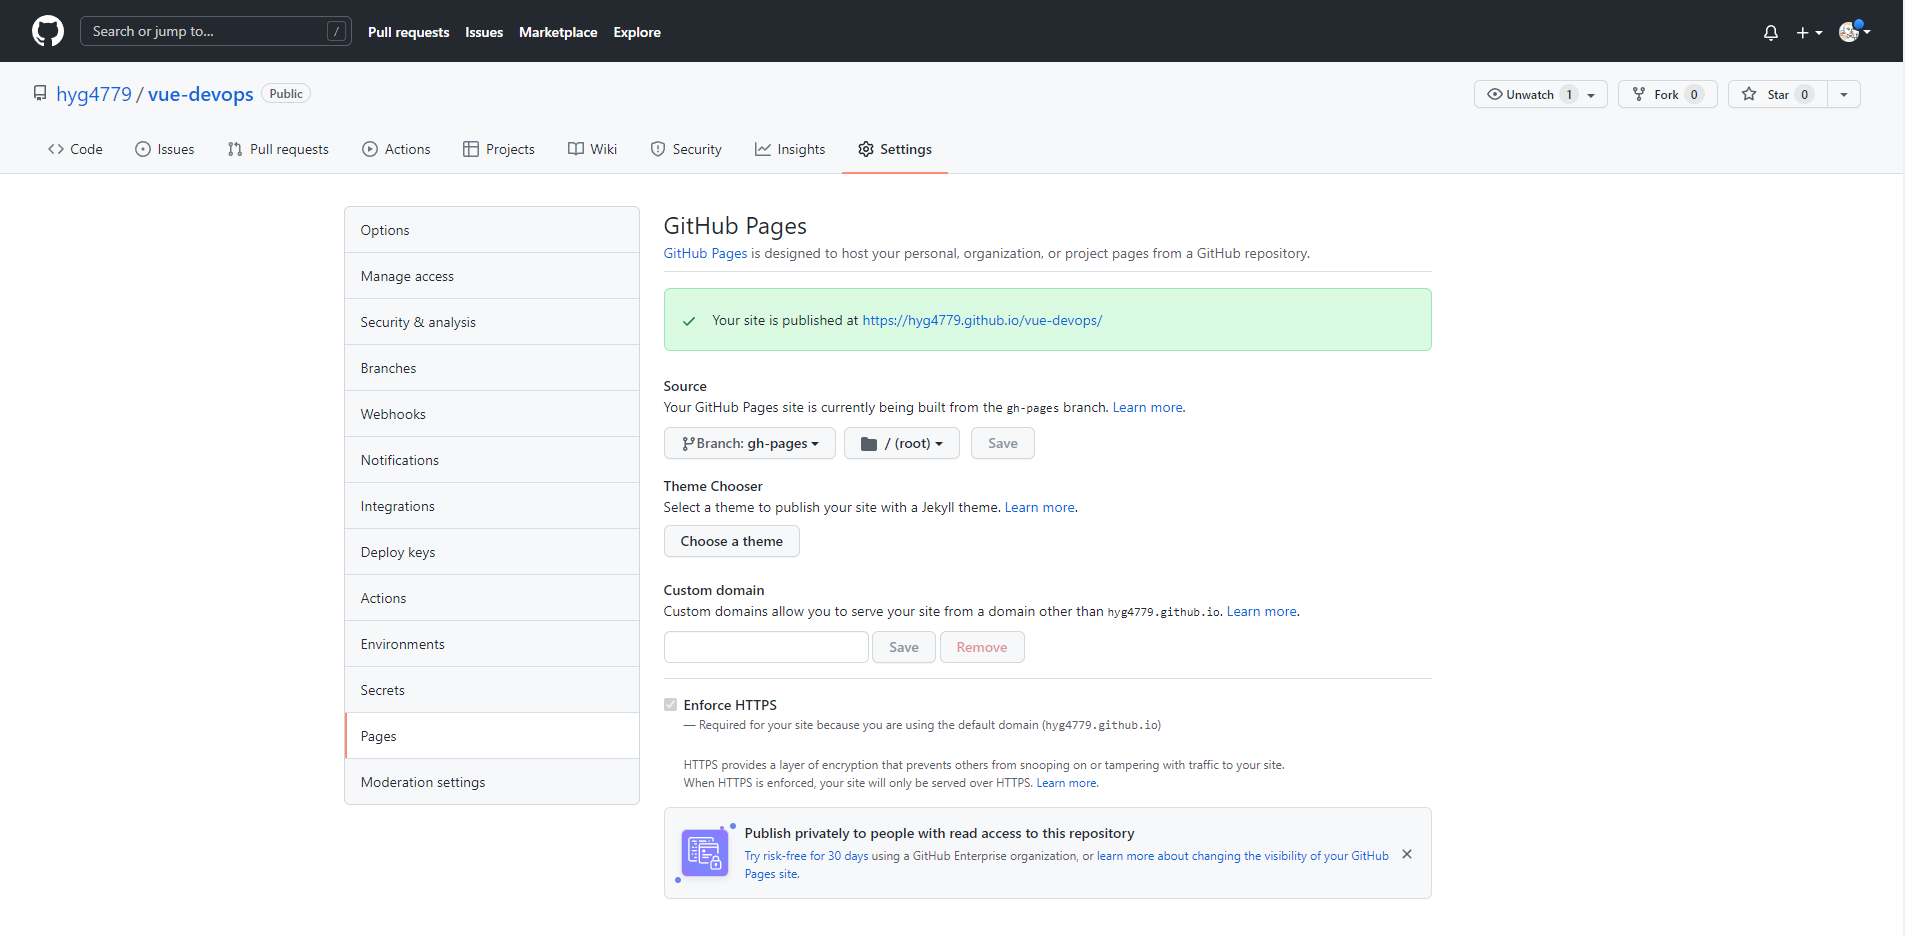 Search or jump to... /
Pull requests Issues Marketplace Explore
hyg4779 / vue-devops Public
Unwatch 1 Fork 0 Star 0
Code Issues Pull requests Actions Projects Wiki Security Insights Settings
Options
Manage access
Security & analysis
Branches
Webhooks
Notifications
Integrations
Deploy keys
Actions
Environments
Secrets
Pages
Moderation settings
GitHub Pages
GitHub Pages is designed to host your personal, organization, or project pages from a GitHub repository.
Your site is published at https://hyg4779.github.io/vue-devops/
Source
Your GitHub Pages site is currently being built from the gh-pages branch. Learn more.
Branch: gh-pages / (root) Save
Theme Chooser
Select a theme to publish your site with a Jekyll theme. Learn more.
Choose a theme
Custom domain
Custom domains allow you to serve your site from a domain other than hyg4779.github.io. Learn more.
Save Remove
Enforce HTTPS
— Required for your site because you are using the default domain (hyg4779.github.io)
HTTPS provides a layer of encryption that prevents others from snooping on or tampering with traffic to your site.
When HTTPS is enforced, your site will only be served over HTTPS. Learn more.
Publish privately to people with read access to this repository
Try risk-free for 30 days using a GitHub Enterprise organization, or learn more about changing the visibility of your GitHub
Pages site.